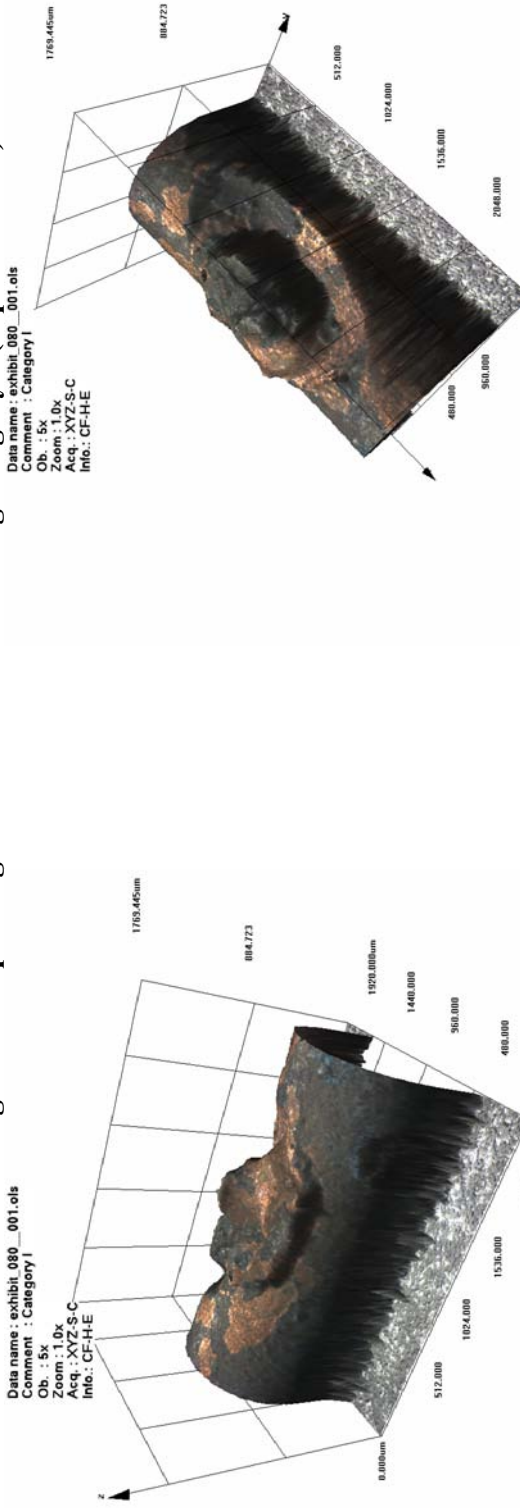 Data name : exhibit_080__001.ols
Comment : Category I
Ob. : 5x
Zoom : 1.0x
Acq. : XYZ-S-C
Info.: CF-H-E
z
1769.445um
884.723
1920.000um
1440.000
960.000
480.000
1536.000
1024.000
512.000
0.000um
Data name : exhibit_080__001.ols
Comment : Category I
Ob. : 5x
Zoom : 1.0x
Acq. : XYZ-S-C
Info.: CF-H-E
1769.445um
884.723
y
512.000
1024.000
1536.000
2048.000
960.000
480.000